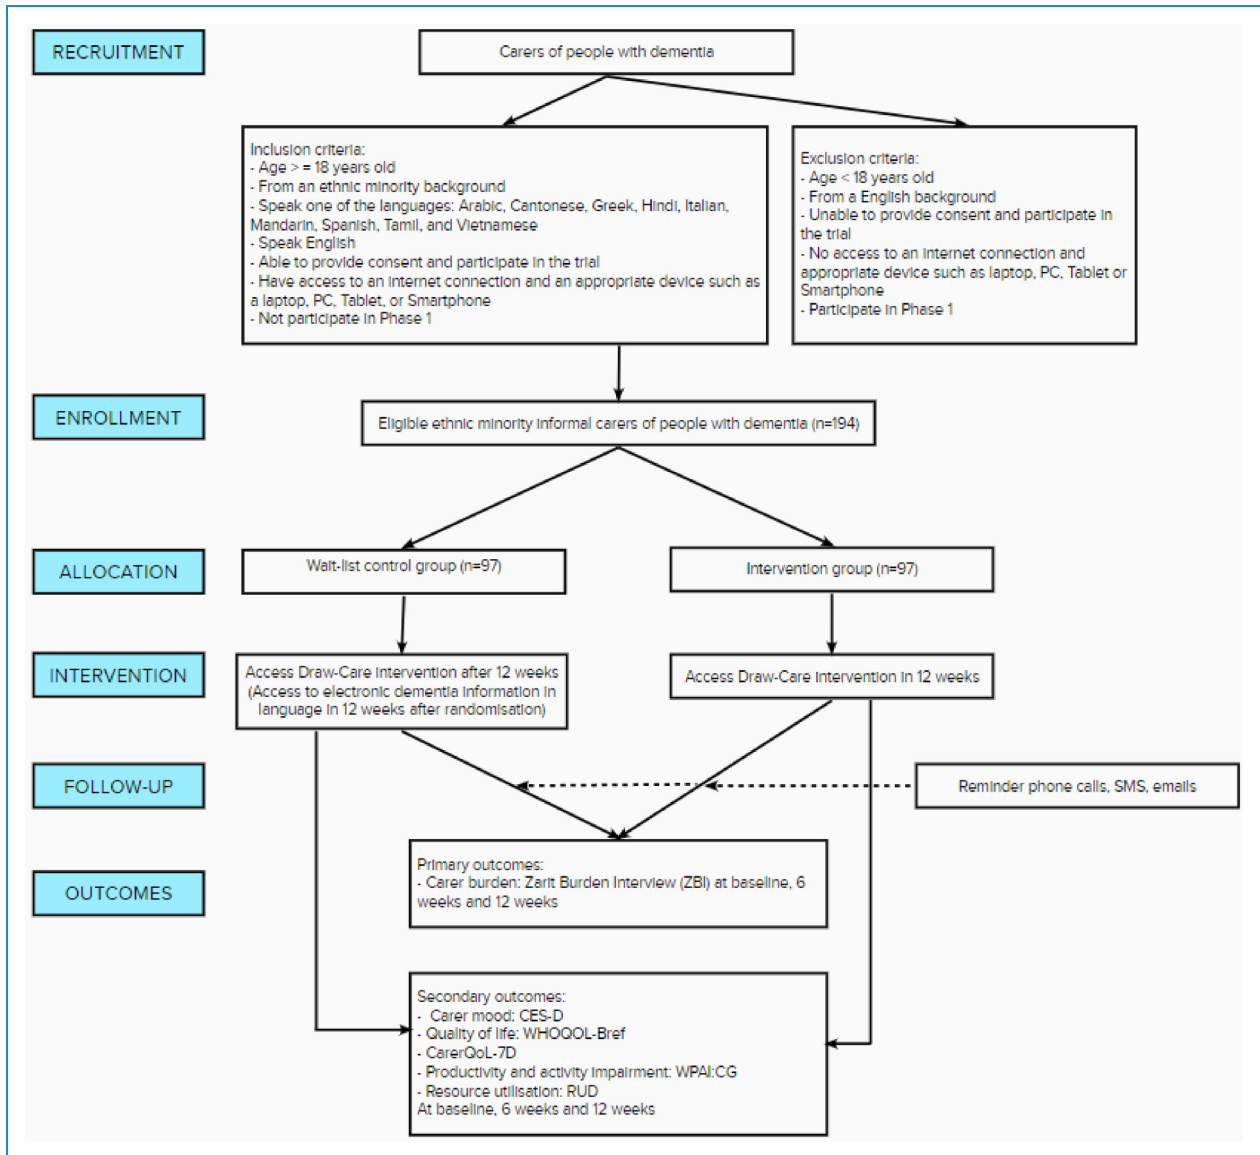 RECRUITMENT
Carers of people with dementia
Inclusion criteria:
- Age > = 18 years old
- From an ethnic minority background
- Speak one of the languages: Arabic, Cantonese, Greek, Hindi, Italian,
Mandarin, Spanish, Tamil, and Vietnamese
- Speak English
- Able to provide consent and participate in the trial
- Have access to an internet connection and an appropriate device such as
a laptop, PC, Tablet, or Smartphone
- Not participate in Phase 1
Exclusion criteria:
- Age < 18 years old
- From a English background
- Unable to provide consent and participate in
the trial
- No access to an internet connection and
appropriate device such as laptop, PC, Tablet or
Smartphone
- Participate in Phase 1
ENROLLMENT
Eligible ethnic minority informal carers of people with dementia (n=194)
ALLOCATION
Wait-list control group (n=97)
Intervention group (n=97)
INTERVENTION
Access Draw-Care intervention after 12 weeks
(Access to electronic dementia information in
language in 12 weeks after randomisation)
Access Draw-Care intervention in 12 weeks
FOLLOW-UP
Reminder phone calls, SMS, emails
OUTCOMES
Primary outcomes:
- Carer burden: Zarit Burden Interview (ZBI) at baseline, 6
weeks and 12 weeks
Secondary outcomes:
- Carer mood: CES-D
- Quality of life: WHOQOL-Bref
- CarerQoL-7D
- Productivity and activity impairment: WPAI:CG
- Resource utilisation: RUD
At baseline, 6 weeks and 12 weeks